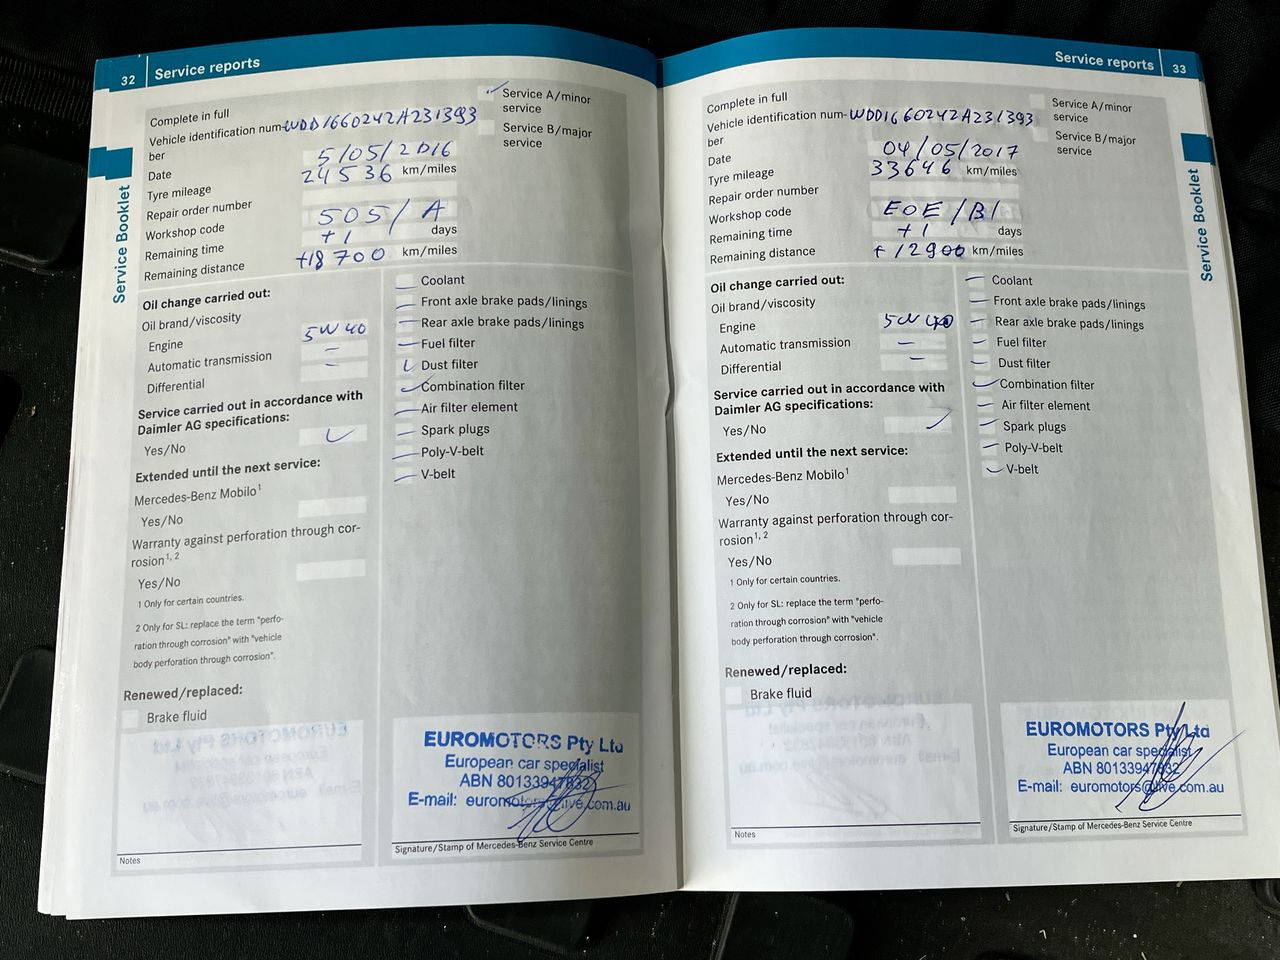 32 Service reports
Complete in full
Vehicle identification num- WDD1660242A231393
ber
Date 5/05/2016
Tyre mileage 24536 km/miles
Repair order number
Workshop code 505/A
Remaining time +1 days
Remaining distance +18700 km/miles
Service A/minor
service
Service B/major
service
Service Booklet
Oil change carried out:
Oil brand/viscosity
Engine 5W40
Automatic transmission –
Differential –
Service carried out in accordance with
Daimler AG specifications:
Yes/No
Extended until the next service:
Mercedes-Benz Mobilo1
Yes/No
Warranty against perforation through cor-
rosion1, 2
Yes/No
1 Only for certain countries.
2 Only for SL: replace the term "perfo-
ration through corrosion" with "vehicle
body perforation through corrosion".
Renewed/replaced:
Brake fluid
Coolant
Front axle brake pads/linings
Rear axle brake pads/linings
Fuel filter
Dust filter
Combination filter
Air filter element
Spark plugs
Poly-V-belt
V-belt
Notes
EUROMOTORS Pty Ltd
European car specialist
ABN 80133947832
E-mail: euromotors@live.com.au
Signature/Stamp of Mercedes-Benz Service Centre
Service reports 33
Complete in full
Vehicle identification num- WDD1660242A231393
ber
Date 04/05/2017
Tyre mileage 33646 km/miles
Repair order number
Workshop code EOE/B/
Remaining time +1 days
Remaining distance +12900 km/miles
Service A/minor
service
Service B/major
service
Service Booklet
Oil change carried out:
Oil brand/viscosity
Engine 5W40
Automatic transmission –
Differential –
Service carried out in accordance with
Daimler AG specifications:
Yes/No
Extended until the next service:
Mercedes-Benz Mobilo1
Yes/No
Warranty against perforation through cor-
rosion1, 2
Yes/No
1 Only for certain countries.
2 Only for SL: replace the term "perfo-
ration through corrosion" with "vehicle
body perforation through corrosion".
Renewed/replaced:
Brake fluid
Coolant
Front axle brake pads/linings
Rear axle brake pads/linings
Fuel filter
Dust filter
Combination filter
Air filter element
Spark plugs
Poly-V-belt
V-belt
Notes
EUROMOTORS Pty Ltd
European car specialist
ABN 80133947832
E-mail: euromotors@live.com.au
Signature/Stamp of Mercedes-Benz Service Centre